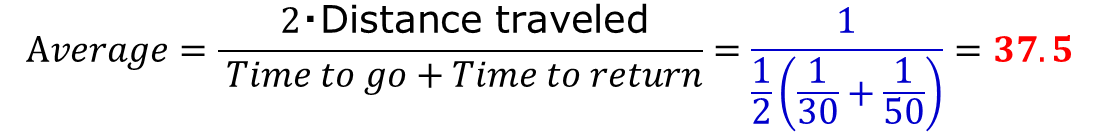 Average = 2·Distance traveled / Time to go + Time to return = 1 / 1/2 (1/30 + 1/50) = 37.5